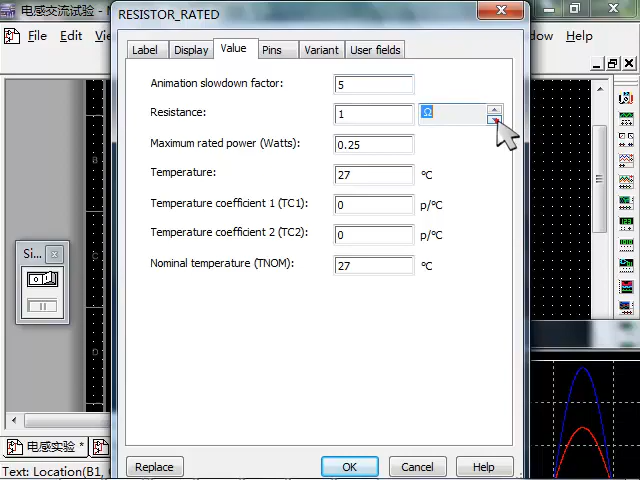 电感交流试验 - M
RESISTOR_RATED
File
Edit
ndow
Help
Label
Display
Value
Pins
Variant
User fields
Animation slowdown factor:
5
Resistance:
1
Ω
Maximum rated power (Watts):
0.25
Temperature:
27
°C
Temperature coefficient 1 (TC1):
0
p/°C
Temperature coefficient 2 (TC2):
0
p/°C
Nominal temperature (TNOM):
27
°C
Si...
B
C
D
电感实验 *
Text: Location(B1,
Replace
OK
Cancel
Help